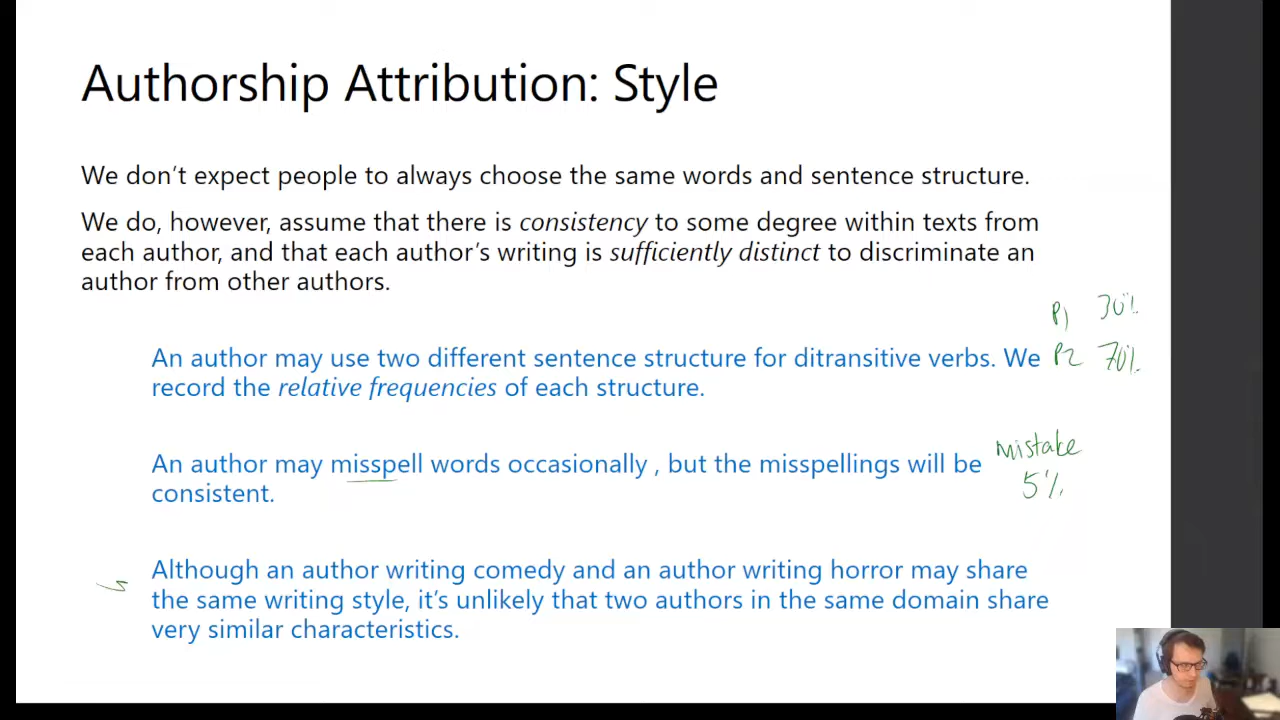 Authorship Attribution: Style
We don't expect people to always choose the same words and sentence structure.
We do, however, assume that there is consistency to some degree within texts from
each author, and that each author's writing is sufficiently distinct to discriminate an
author from other authors.
P1 30%
An author may use two different sentence structure for ditransitive verbs. We
P2 70%
record the relative frequencies of each structure.
An author may misspell words occasionally , but the misspellings will be
consistent.
mistake
5%
Although an author writing comedy and an author writing horror may share
the same writing style, it's unlikely that two authors in the same domain share
very similar characteristics.